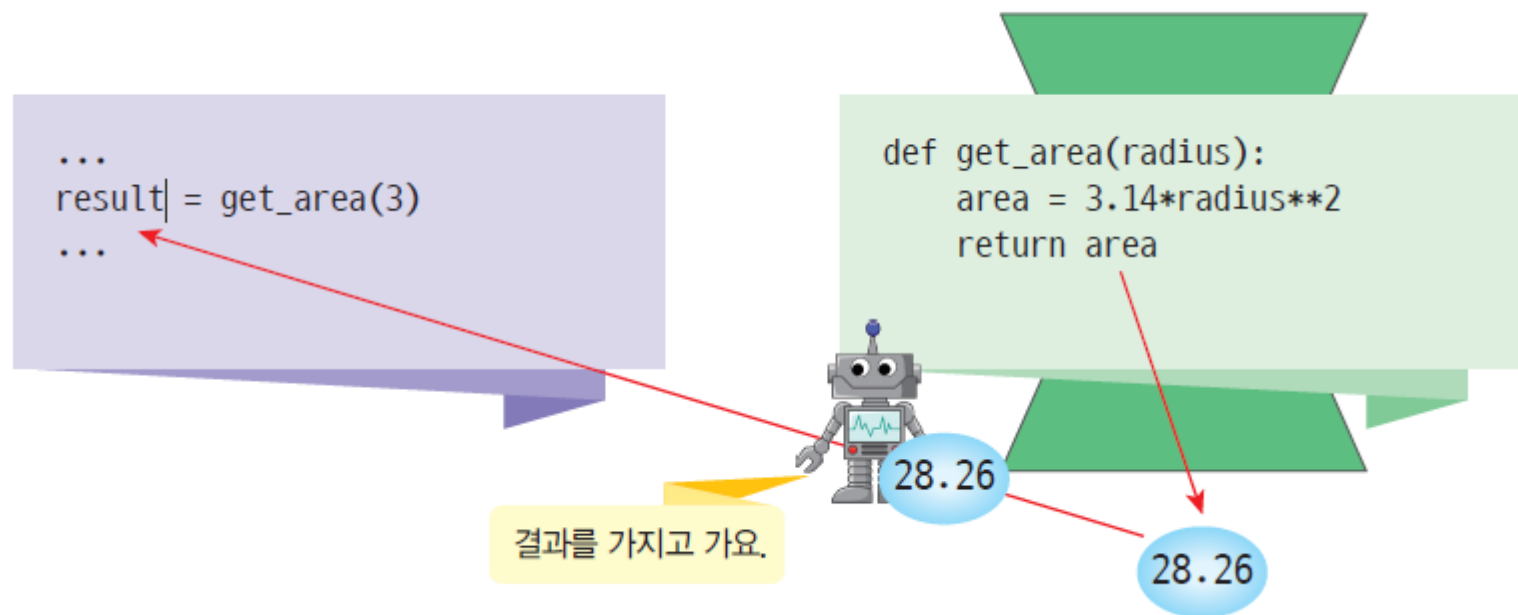 ...
result = get_area(3)
...
def get_area(radius):
    area = 3.14*radius**2
    return area
28.26
결과를 가지고 가요.
28.26